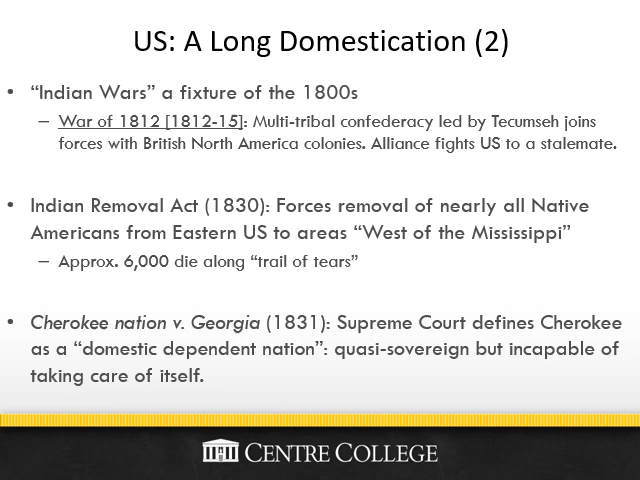 US: A Long Domestication (2)
• “Indian Wars” a fixture of the 1800s
– War of 1812 [1812-15]: Multi-tribal confederacy led by Tecumseh joins
forces with British North America colonies. Alliance fights US to a stalemate.
• Indian Removal Act (1830): Forces removal of nearly all Native
Americans from Eastern US to areas “West of the Mississippi”
– Approx. 6,000 die along “trail of tears”
• Cherokee nation v. Georgia (1831): Supreme Court defines Cherokee
as a “domestic dependent nation”: quasi-sovereign but incapable of
taking care of itself.
CENTRE COLLEGE